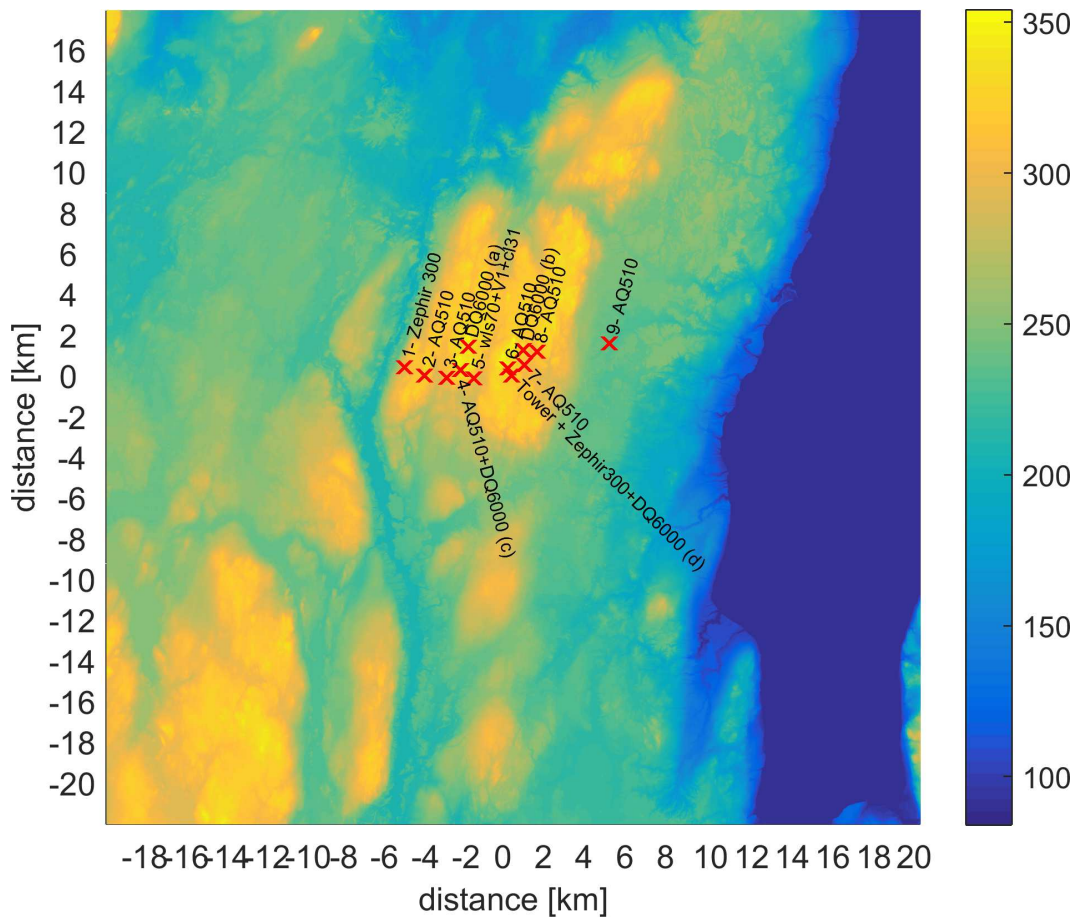 16
14
12
10
8
6
4
2
0
-2
-4
-6
-8
-10
-12
-14
-16
-18
-20
distance [km]
1- Zephir 300
2- AQ510
3- AQ510
DQ6000 (a)
4- AQ510+DQ6000 (c)
5- wls70+V1+cl31
6- AQ510
DQ6000 (b)
8- AQ510
7- AQ510
Tower + Zephir300+DQ6000 (d)
9- AQ510
-18-16-14-12-10-8 -6 -4 -2 0 2 4 6 8 10 12 14 16 18 20
distance [km]
350
300
250
200
150
100